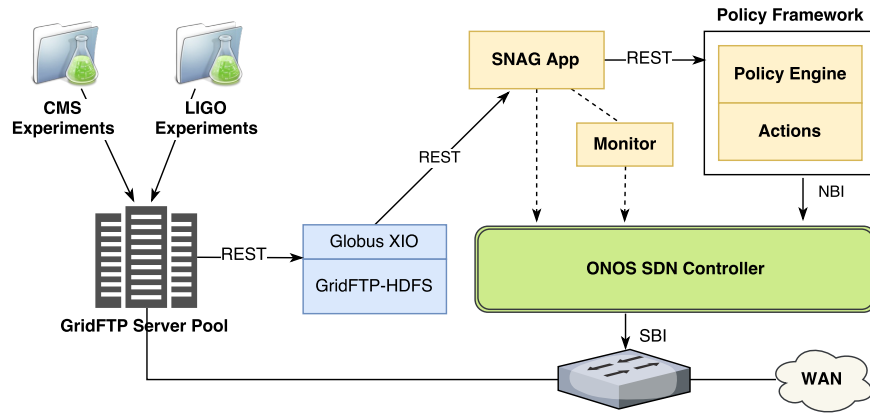 Policy Framework
SNAG App
REST
Policy Engine
Actions
CMS
Experiments
LIGO
Experiments
Monitor
REST
NBI
Globus XIO
REST
GridFTP-HDFS
ONOS SDN Controller
GridFTP Server Pool
SBI
WAN